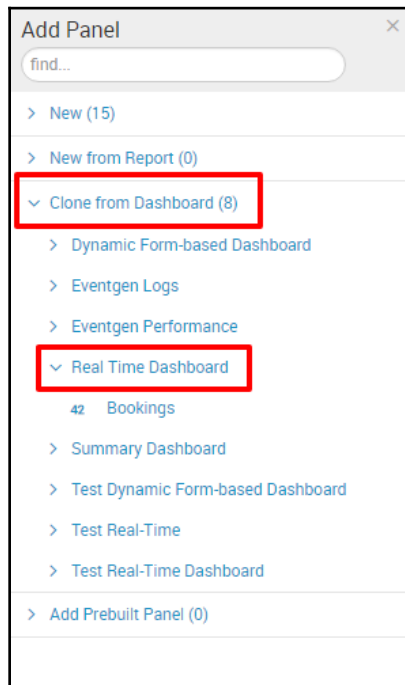 Add Panel
find...
New (15)
New from Report (0)
Clone from Dashboard (8)
Dynamic Form-based Dashboard
Eventgen Logs
Eventgen Performance
Real Time Dashboard
42 Bookings
Summary Dashboard
Test Dynamic Form-based Dashboard
Test Real-Time
Test Real-Time Dashboard
Add Prebuilt Panel (0)